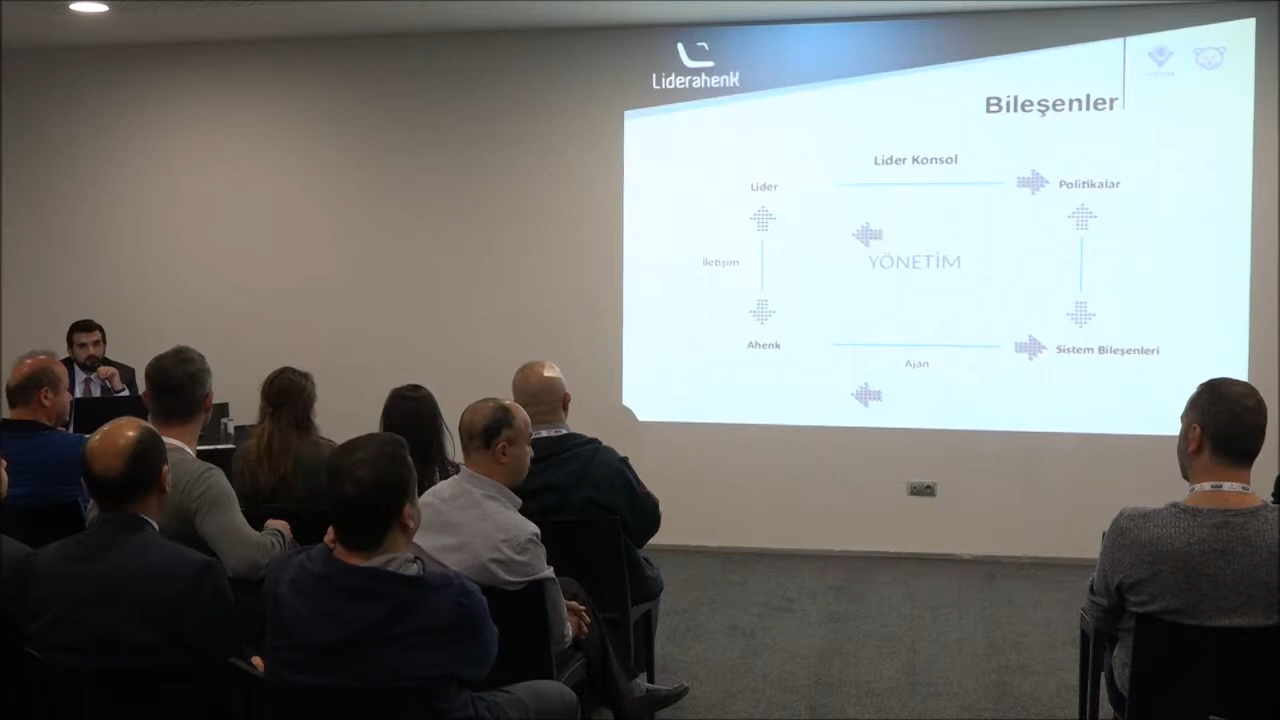 LiderahenK
Bileşenler
Lider Konsol
Lider
Politikalar
İletişim
YÖNETİM
Ahenk
Ajan
Sistem Bileşenleri